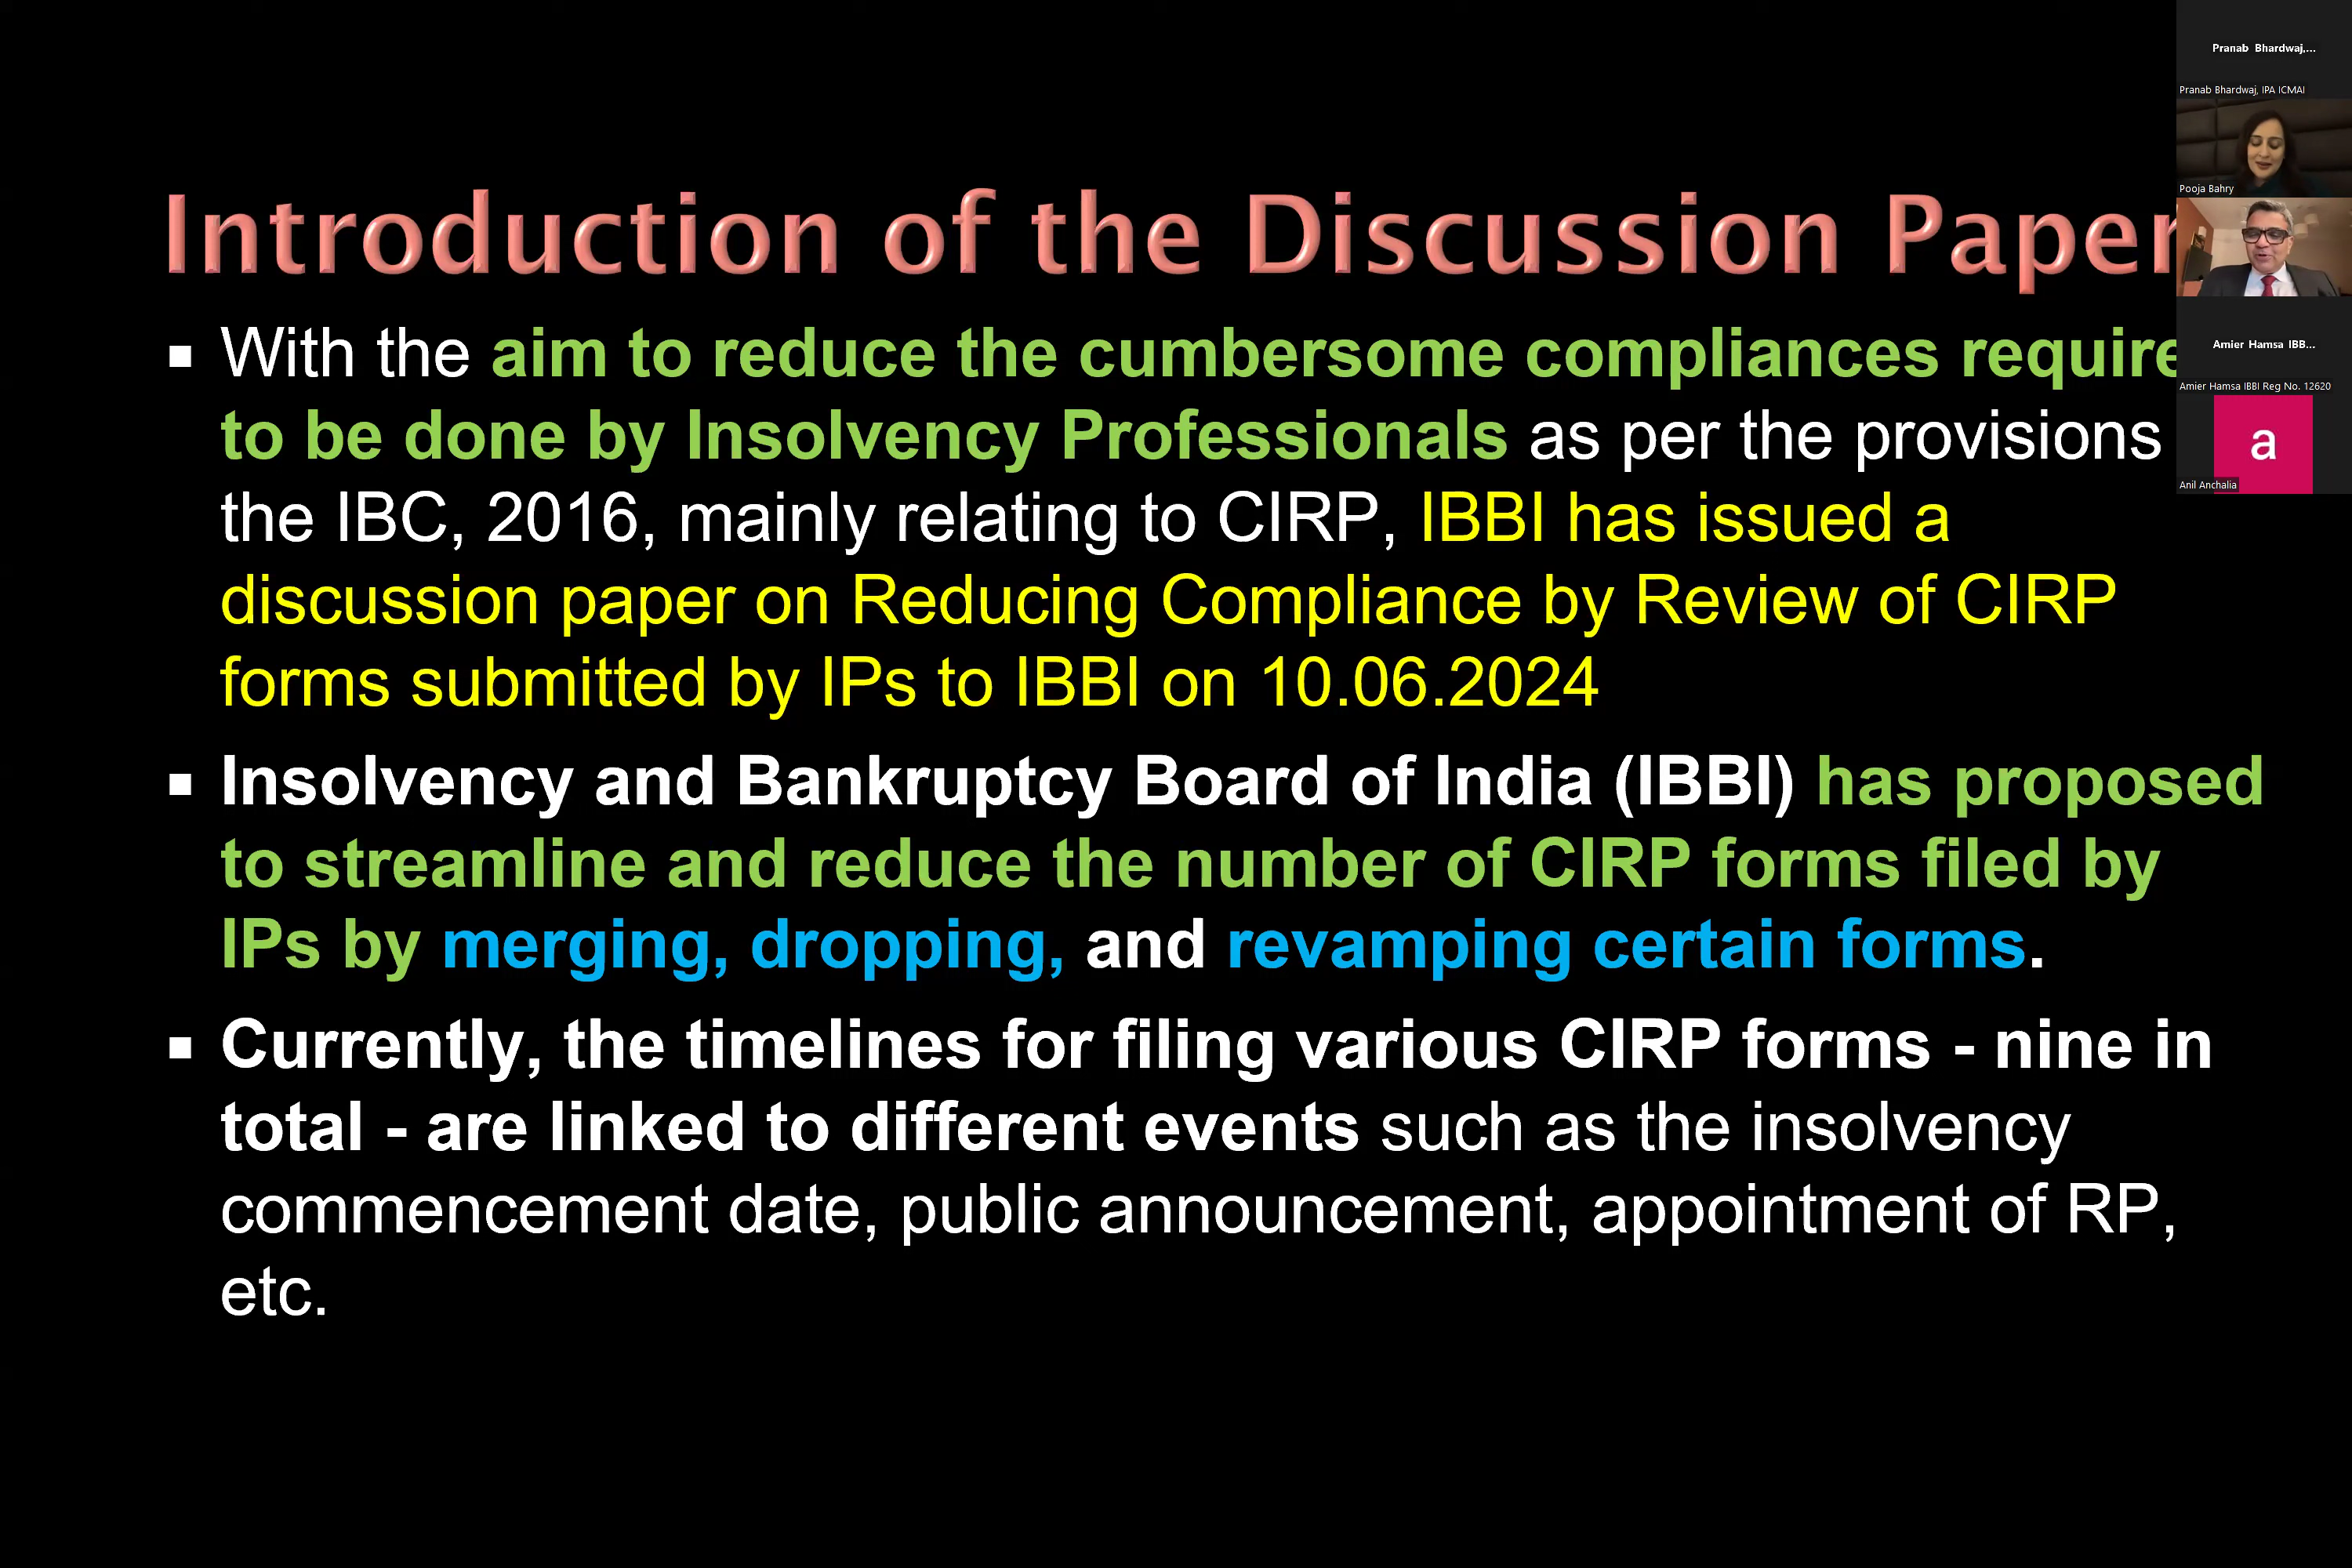 Introduction of the Discussion Paper
With the aim to reduce the cumbersome compliances require
to be done by Insolvency Professionals as per the provisions
the IBC, 2016, mainly relating to CIRP, IBBI has issued a
discussion paper on Reducing Compliance by Review of CIRP
forms submitted by IPs to IBBI on 10.06.2024
Insolvency and Bankruptcy Board of India (IBBI) has proposed
to streamline and reduce the number of CIRP forms filed by
IPs by merging, dropping, and revamping certain forms.
Currently, the timelines for filing various CIRP forms - nine in
total - are linked to different events such as the insolvency
commencement date, public announcement, appointment of RP,
etc.
Pranab Bhardwaj,...
Pranab Bhardwaj, IPA ICMAI
Pooja Bahry
Amier Hamsa IBB...
Amier Hamsa IBBI Reg No. 12620
a
Anil Anchalia